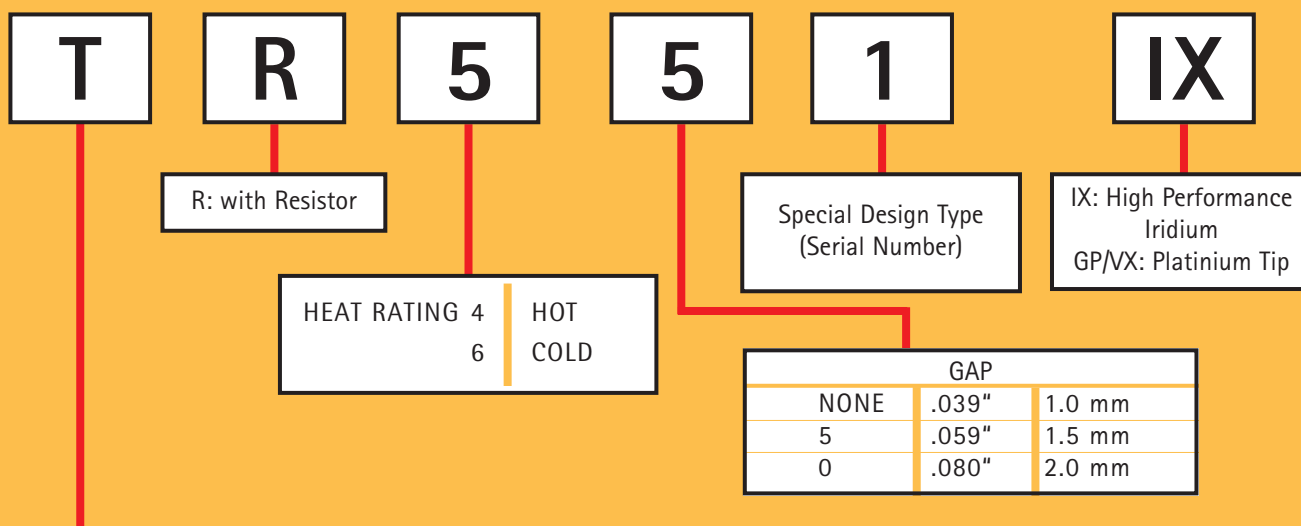 T R 5 5 1 IX
R: with Resistor
HEAT RATING 4 HOT
6 COLD
Special Design Type
(Serial Number)
IX: High Performance
Iridium
GP/VX: Platinium Tip
GAP
NONE .039" 1.0 mm
5 .059" 1.5 mm
0 .080" 2.0 mm